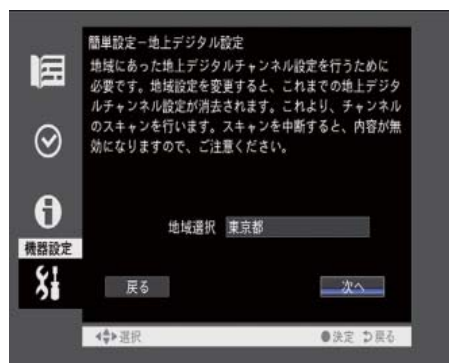 簡単設定−地上デジタル設定
地域にあった地上デジタルチャンネル設定を行うために
必要です。地域設定を変更すると、これまでの地上デジタ
ルチャンネル設定が消去されます。これより、チャンネル
のスキャンを行います。スキャンを中断すると、内容が無
効になりますので、ご注意ください。
地域選択 東京都
機器設定
戻る 次へ
選択 決定 戻る